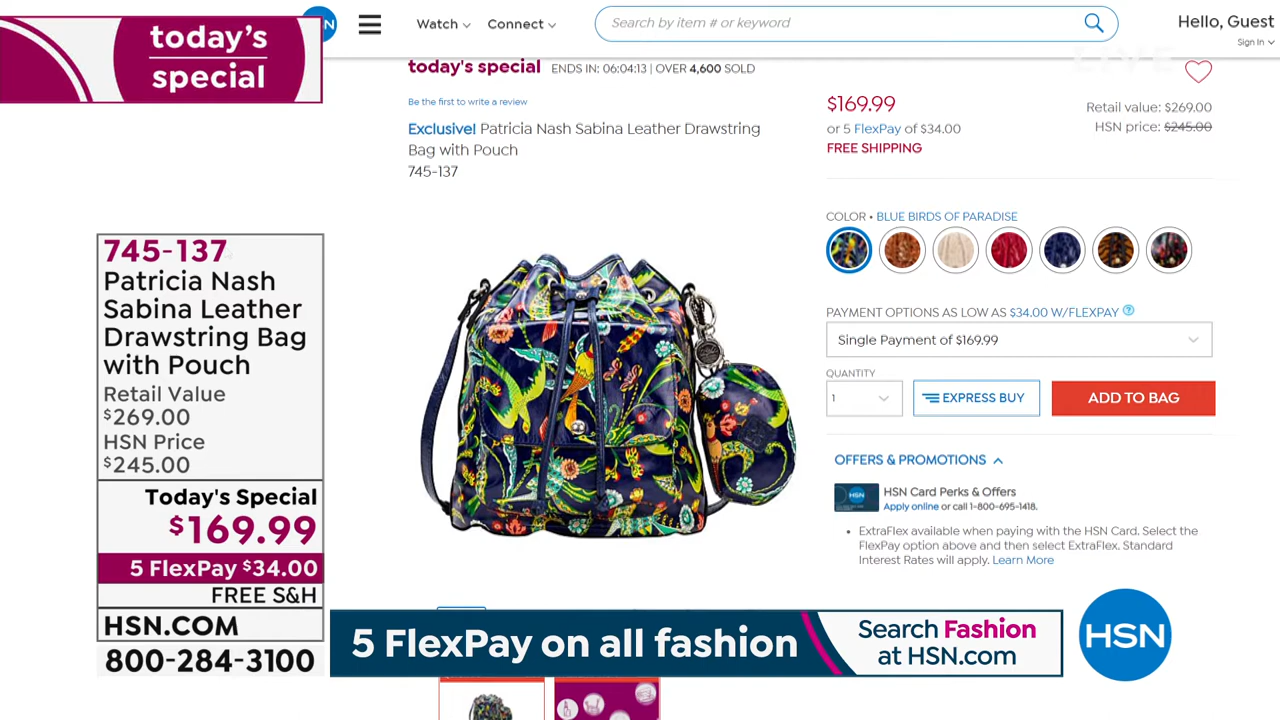 today's
special
HSN
Watch
Connect
Search by item # or keyword
Hello, Guest
Sign In
LIVE
today's special ENDS IN: 06:04:13 | OVER 4,600 SOLD
Be the first to write a review
Exclusive! Patricia Nash Sabina Leather Drawstring
Bag with Pouch
745-137
$169.99
or 5 FlexPay of $34.00
FREE SHIPPING
Retail value: $269.00
HSN price: $245.00
COLOR • BLUE BIRDS OF PARADISE
PAYMENT OPTIONS AS LOW AS $34.00 W/FLEXPAY ?
Single Payment of $169.99
QUANTITY
1
EXPRESS BUY
ADD TO BAG
OFFERS & PROMOTIONS
HSN
HSN Card Perks & Offers
Apply online or call 1-800-695-1418.
• ExtraFlex available when paying with the HSN Card. Select the
FlexPay option above and then select ExtraFlex. Standard
Interest Rates will apply. Learn More
745-137
Patricia Nash
Sabina Leather
Drawstring Bag
with Pouch
Retail Value
$269.00
HSN Price
$245.00
Today's Special
$169.99
5 FlexPay $34.00
FREE S&H
HSN.COM
800-284-3100
5 FlexPay on all fashion
Search Fashion
at HSN.com
HSN